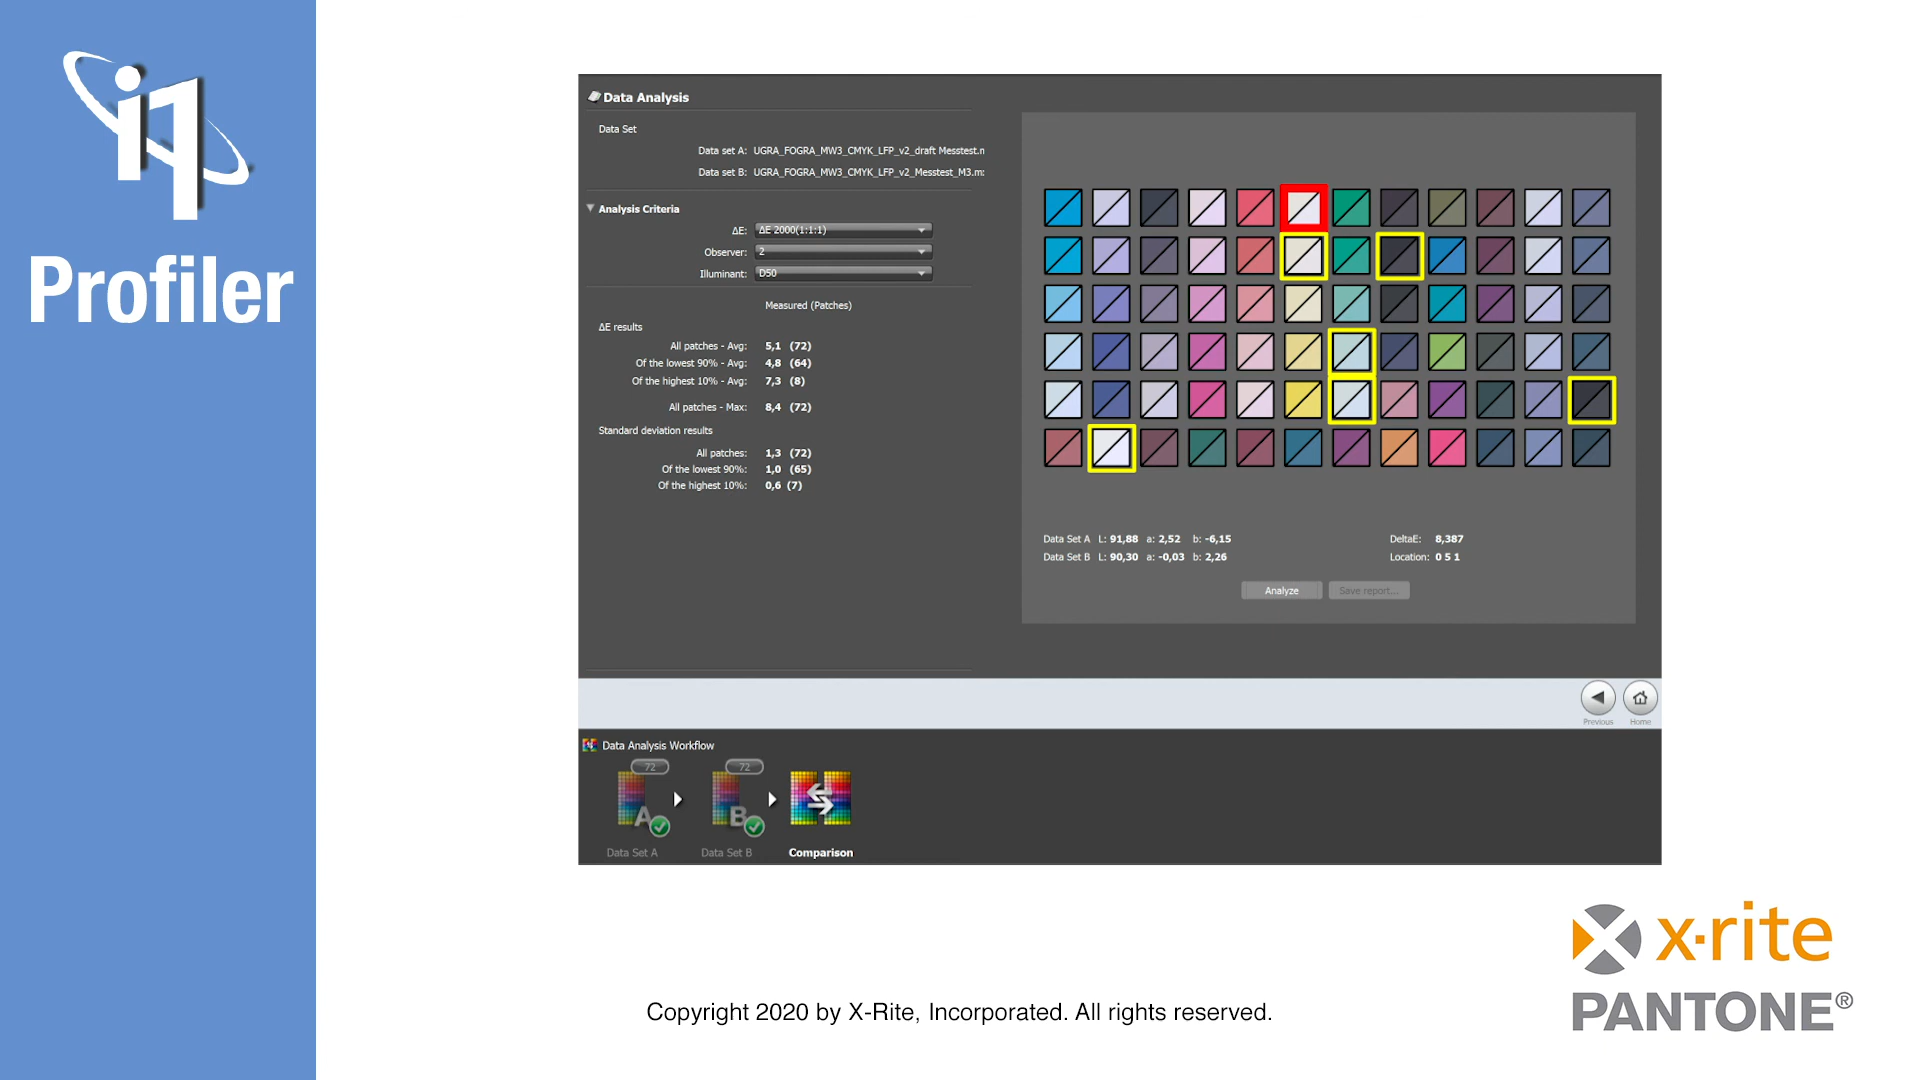 i1
Profiler
Data Analysis
Data Set
Data set A: UGRA_FOGRA_MW3_CMYK_LFP_v2_draft Messtest.n
Data set B: UGRA_FOGRA_MW3_CMYK_LFP_v2_Messtest_M3.m:
Analysis Criteria
ΔE: ΔE 2000(1:1:1)
Observer: 2
Illuminant: D50
Measured (Patches)
ΔE results
All patches - Avg: 5,1 (72)
Of the lowest 90% - Avg: 4,8 (64)
Of the highest 10% - Avg: 7,3 (8)
All patches - Max: 8,4 (72)
Standard deviation results
All patches: 1,3 (72)
Of the lowest 90%: 1,0 (65)
Of the highest 10%: 0,6 (7)
Data Set A L: 91,88 a: 2,52 b: -6,15 DeltaE: 8,387
Data Set B L: 90,30 a: -0,03 b: 2,26 Location: 0 5 1
Analyze Save report...
Previous Home
Data Analysis Workflow
72 72
A B
Data Set A Data Set B Comparison
x·rite
PANTONE®
Copyright 2020 by X-Rite, Incorporated. All rights reserved.